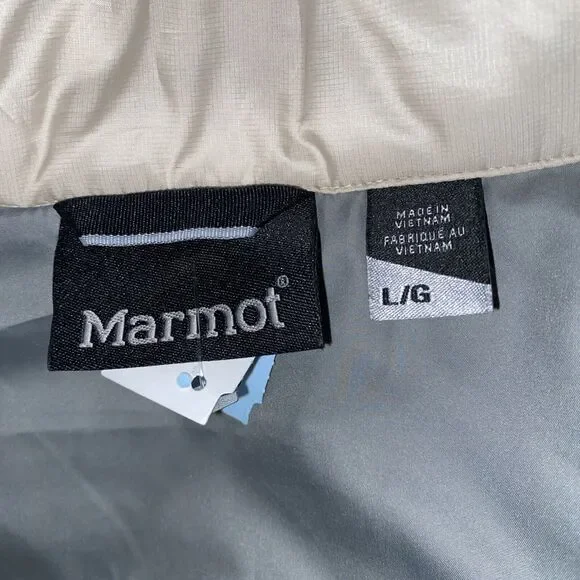 Marmot®
MADE IN
VIETNAM
FABRIQUÉ AU
VIETNAM
L/G